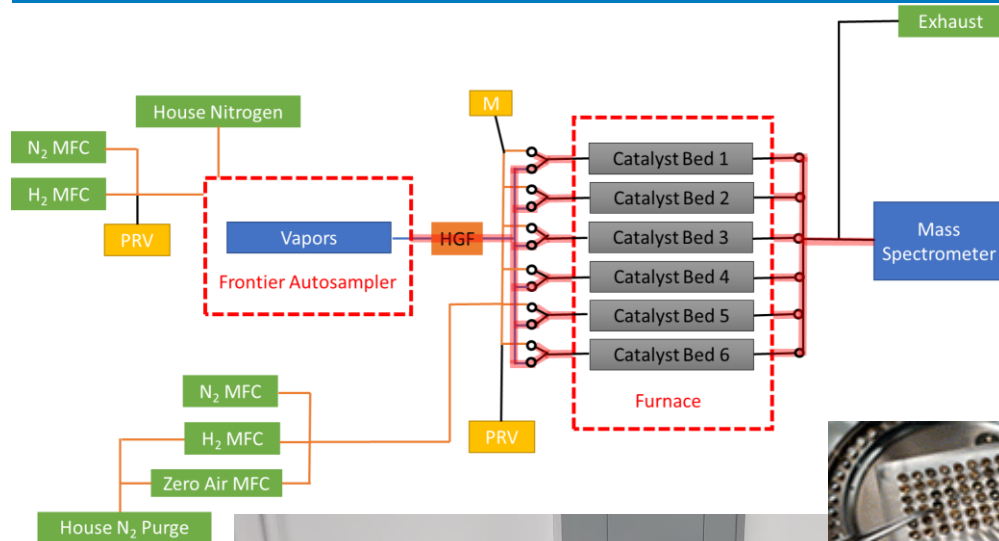 Exhaust
M
House Nitrogen
N₂ MFC
H₂ MFC
PRV
Vapors
Frontier Autosampler
HGF
Catalyst Bed 1
Catalyst Bed 2
Catalyst Bed 3
Catalyst Bed 4
Catalyst Bed 5
Catalyst Bed 6
Furnace
Mass
Spectrometer
N₂ MFC
H₂ MFC
Zero Air MFC
House N₂ Purge
PRV